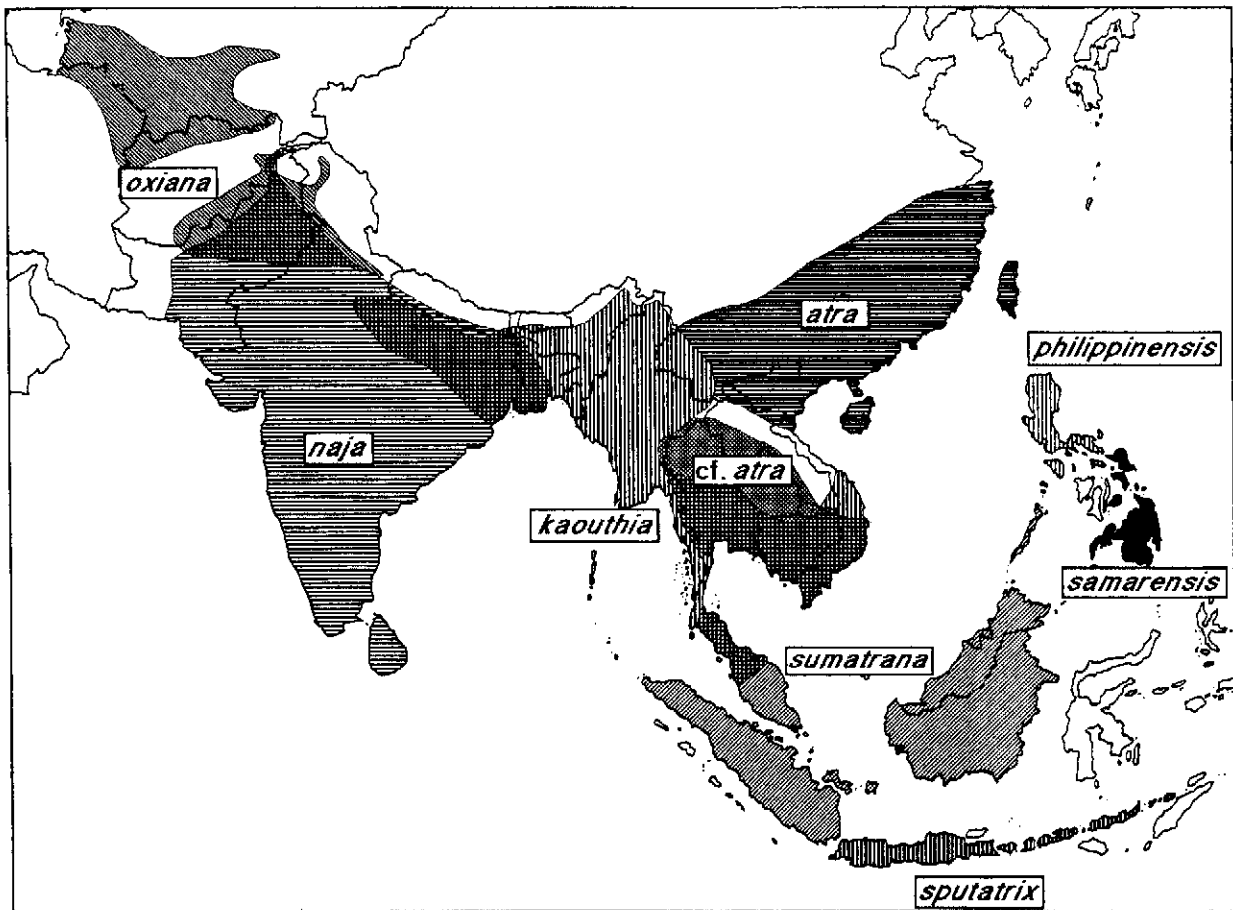 oxiana
atra
philippinensis
naja
cf. atra
kaouthia
samarensis
sumatrana
sputatrix